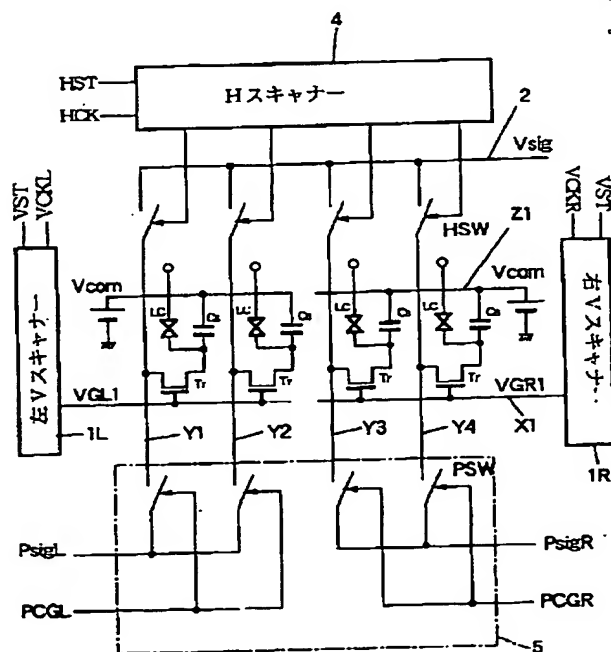 4
HST
HCK
Hスキャナー
2
Vsig
VST
VCKL
VCKR
VST
HSW
Z1
Vcom
Vcom
LC
Cs
LC
Cs
LC
Cs
LC
Cs
左Vスキャナー
右Vスキャナー
Tr
Tr
Tr
Tr
VGL1
VGR1
X1
1L
Y1
Y2
Y3
Y4
1R
PSW
PsigL
PsigR
PCGL
PCGR
5